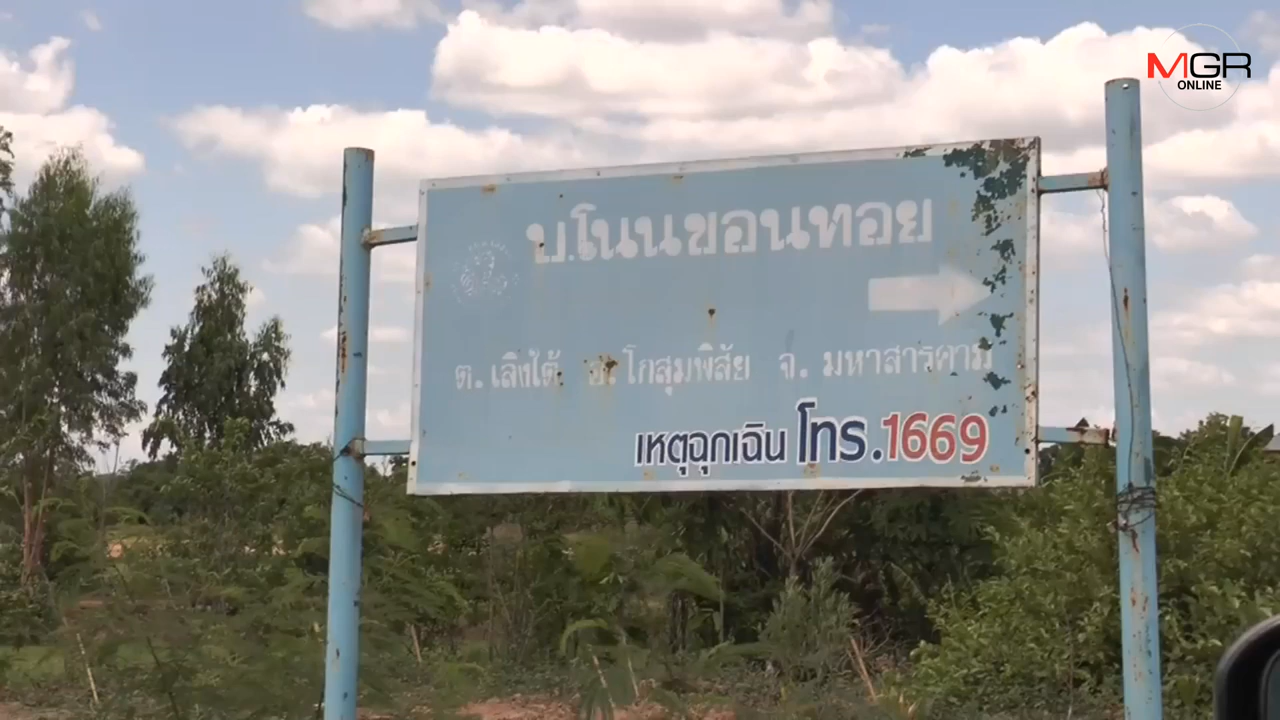 MGR
ONLINE
บ.โนนขอนทอย
ต. เลิงใต้ อ. โกสุมพิสัย จ. มหาสารคาม
เหตุฉุกเฉิน โทร.1669